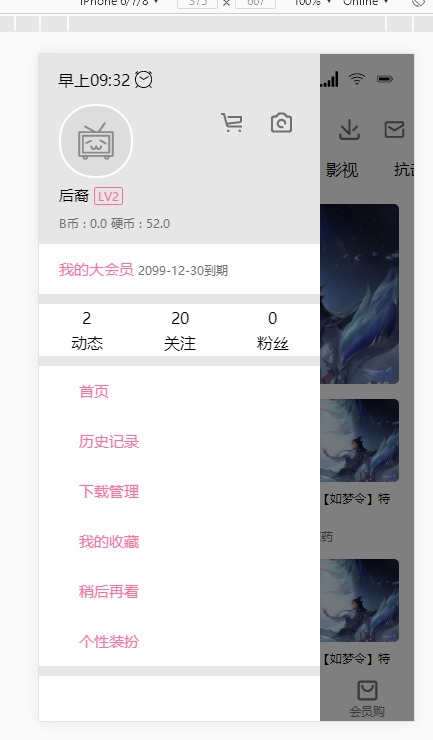 iPhone 6/7/8 375 × 667 100% Online
早上09:32
影视
后裔 LV2
B币 : 0.0 硬币 : 52.0
我的大会员 2099-12-30到期
2 20 0
动态 关注 粉丝
首页
历史记录
下载管理
【如梦令】特
我的收藏
药
稍后再看
个性装扮
【如梦令】特
会员购